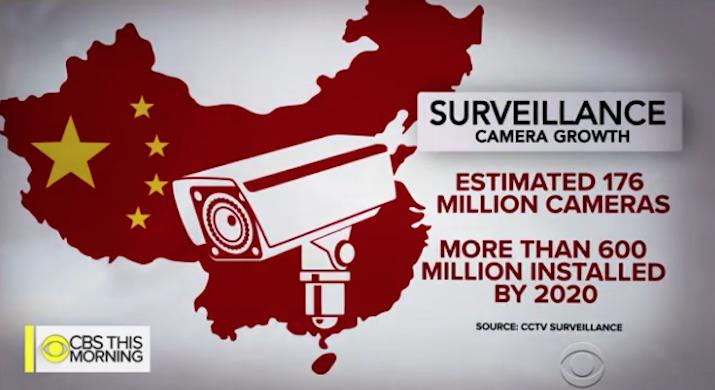 SURVEILLANCE
CAMERA GROWTH
ESTIMATED 176
MILLION CAMERAS
MORE THAN 600
MILLION INSTALLED
BY 2020
SOURCE: CCTV SURVEILLANCE
CBS THIS
MORNING